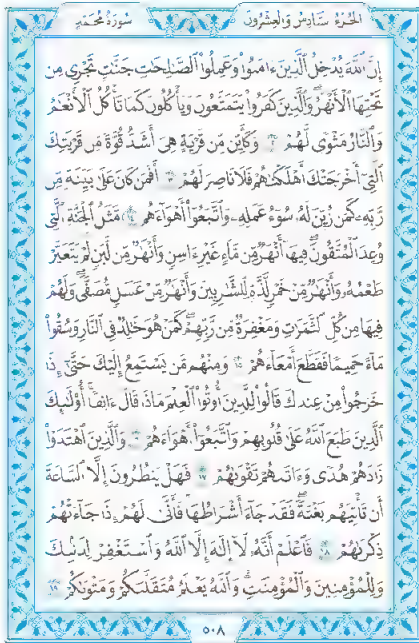 الجزء السادس والعشرون
سورة محمد
إِنَّ ٱللَّهَ يُدۡخِلُ ٱلَّذِينَ ءَامَنُواْ وَعَمِلُواْ ٱلصَّٰلِحَٰتِ جَنَّٰتٖ تَجۡرِي مِن
تَحۡتِهَا ٱلۡأَنۡهَٰرُۖ وَٱلَّذِينَ كَفَرُواْ يَتَمَتَّعُونَ وَيَأۡكُلُونَ كَمَا تَأۡكُلُ ٱلۡأَنۡعَٰمُ
وَٱلنَّارُ مَثۡوٗى لَّهُمۡ ١٢ وَكَأَيِّن مِّن قَرۡيَةٍ هِيَ أَشَدُّ قُوَّةٗ مِّن قَرۡيَتِكَ
ٱلَّتِيٓ أَخۡرَجَتۡكَ أَهۡلَكۡنَٰهُمۡ فَلَا نَاصِرَ لَهُمۡ ١٣ أَفَمَن كَانَ عَلَىٰ بَيِّنَةٖ مِّن
رَّبِّهِۦ كَمَن زُيِّنَ لَهُۥ سُوٓءُ عَمَلِهِۦ وَٱتَّبَعُوٓاْ أَهۡوَآءَهُم ١٤ مَّثَلُ ٱلۡجَنَّةِ ٱلَّتِي
وُعِدَ ٱلۡمُتَّقُونَۖ فِيهَآ أَنۡهَٰرٞ مِّن مَّآءٍ غَيۡرِ ءَاسِنٖ وَأَنۡهَٰرٞ مِّن لَّبَنٖ لَّمۡ يَتَغَيَّرۡ
طَعۡمُهُۥ وَأَنۡهَٰرٞ مِّنۡ خَمۡرٖ لَّذَّةٖ لِّلشَّٰرِبِينَ وَأَنۡهَٰرٞ مِّنۡ عَسَلٖ مُّصَفّٗىۖ وَلَهُمۡ
فِيهَا مِن كُلِّ ٱلثَّمَرَٰتِ وَمَغۡفِرَةٞ مِّن رَّبِّهِمۡۖ كَمَنۡ هُوَ خَٰلِدٞ فِي ٱلنَّارِ وَسُقُواْ
مَآءً حَمِيمٗا فَقَطَّعَ أَمۡعَآءَهُمۡ ١٥ وَمِنۡهُم مَّن يَسۡتَمِعُ إِلَيۡكَ حَتَّىٰٓ إِذَا
خَرَجُواْ مِنۡ عِندِكَ قَالُواْ لِلَّذِينَ أُوتُواْ ٱلۡعِلۡمَ مَاذَا قَالَ ءَانِفًاۚ أُوْلَٰٓئِكَ
ٱلَّذِينَ طَبَعَ ٱللَّهُ عَلَىٰ قُلُوبِهِمۡ وَٱتَّبَعُوٓاْ أَهۡوَآءَهُمۡ ١٦ وَٱلَّذِينَ ٱهۡتَدَوۡاْ
زَادَهُمۡ هُدٗى وَءَاتَىٰهُمۡ تَقۡوَىٰهُمۡ ١٧ فَهَلۡ يَنظُرُونَ إِلَّا ٱلسَّاعَةَ
أَن تَأۡتِيَهُم بَغۡتَةٗۖ فَقَدۡ جَآءَ أَشۡرَاطُهَاۚ فَأَنَّىٰ لَهُمۡ إِذَا جَآءَتۡهُمۡ
ذِكۡرَىٰهُمۡ ١٨ فَٱعۡلَمۡ أَنَّهُۥ لَآ إِلَٰهَ إِلَّا ٱللَّهُ وَٱسۡتَغۡفِرۡ لِذَنۢبِكَ
وَلِلۡمُؤۡمِنِينَ وَٱلۡمُؤۡمِنَٰتِۗ وَٱللَّهُ يَعۡلَمُ مُتَقَلَّبَكُمۡ وَمَثۡوَىٰكُمۡ ١٩
٥٠٨